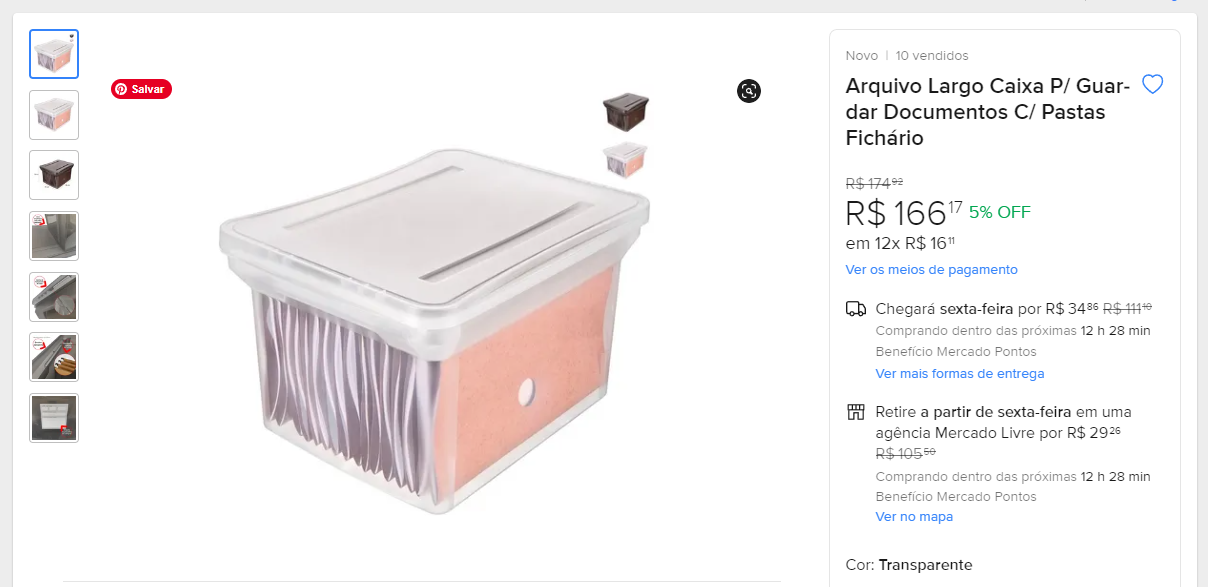 Salvar
Novo | 10 vendidos
Arquivo Largo Caixa P/ Guar-
dar Documentos C/ Pastas
Fichário
R$ 174 92
R$ 166 17 5% OFF
em 12x R$ 16 11
Ver os meios de pagamento
Chegará sexta-feira por R$ 34 86 R$ 111 10
Comprando dentro das próximas 12 h 28 min
Benefício Mercado Pontos
Ver mais formas de entrega
Retire a partir de sexta-feira em uma
agência Mercado Livre por R$ 29 26
R$ 105 50
Comprando dentro das próximas 12 h 28 min
Benefício Mercado Pontos
Ver no mapa
Cor: Transparente